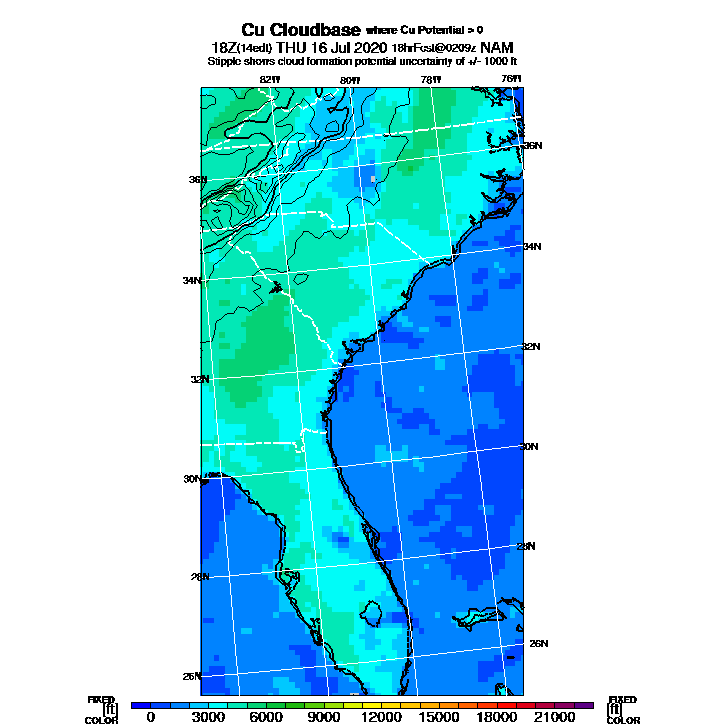 Cu Cloudbase where Cu Potential > 0
18Z(14edt) THU 16 Jul 2020 18hrFcst@0209z NAM
Stipple shows cloud formation potential uncertainty of +/- 1000 ft
82W 80W 78W 76W
36N
36N
34N
34N
32N
32N
30N
30N
28N
28N
26N
26N
FIXED FIXED
[ft] [ft]
COLOR COLOR
0 3000 6000 9000 12000 15000 18000 21000